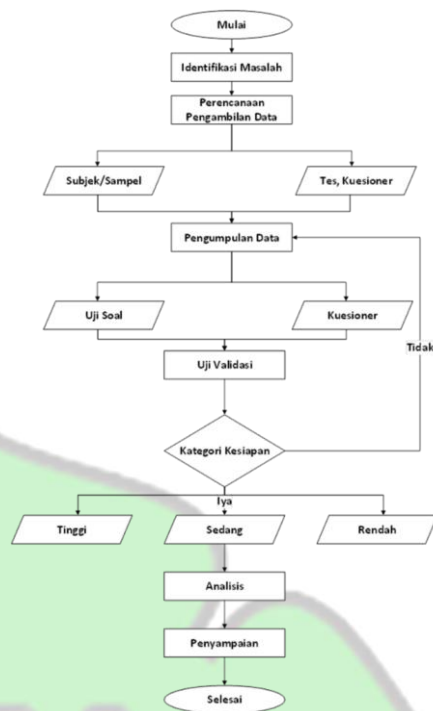 Mulai
Identifikasi Masalah
Perencanaan
Pengambilan Data
Subjek/Sampel
Tes, Kuesioner
Pengumpulan Data
Uji Soal
Kuesioner
Tidak
Uji Validasi
Kategori Kesiapan
Iya
Tinggi
Sedang
Rendah
Analisis
Penyampaian
Selesai